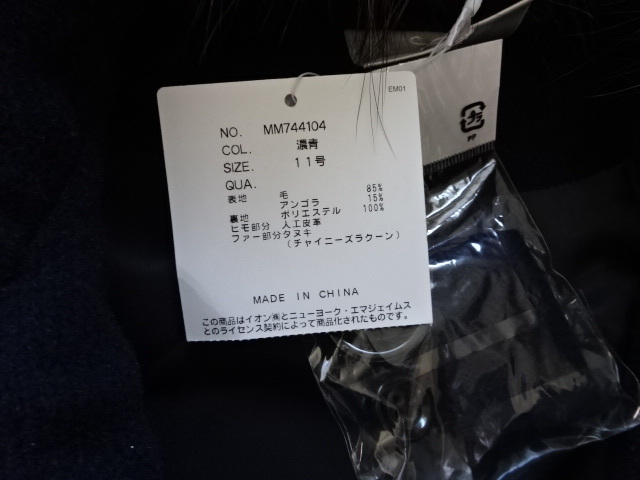 EM01
NO. MM744104
COL. 濃青
SIZE. 11号
QUA.
表地 毛 85%
アンゴラ 15%
裏地 ポリエステル 100%
ヒモ部分 人工皮革
ファー部分タヌキ
(チャイニーズラクーン)
MADE IN CHINA
この商品はイオン㈱とニューヨーク・エマジェイムス
とのライセンス契約によって商品化されたものです。
プラ
PP